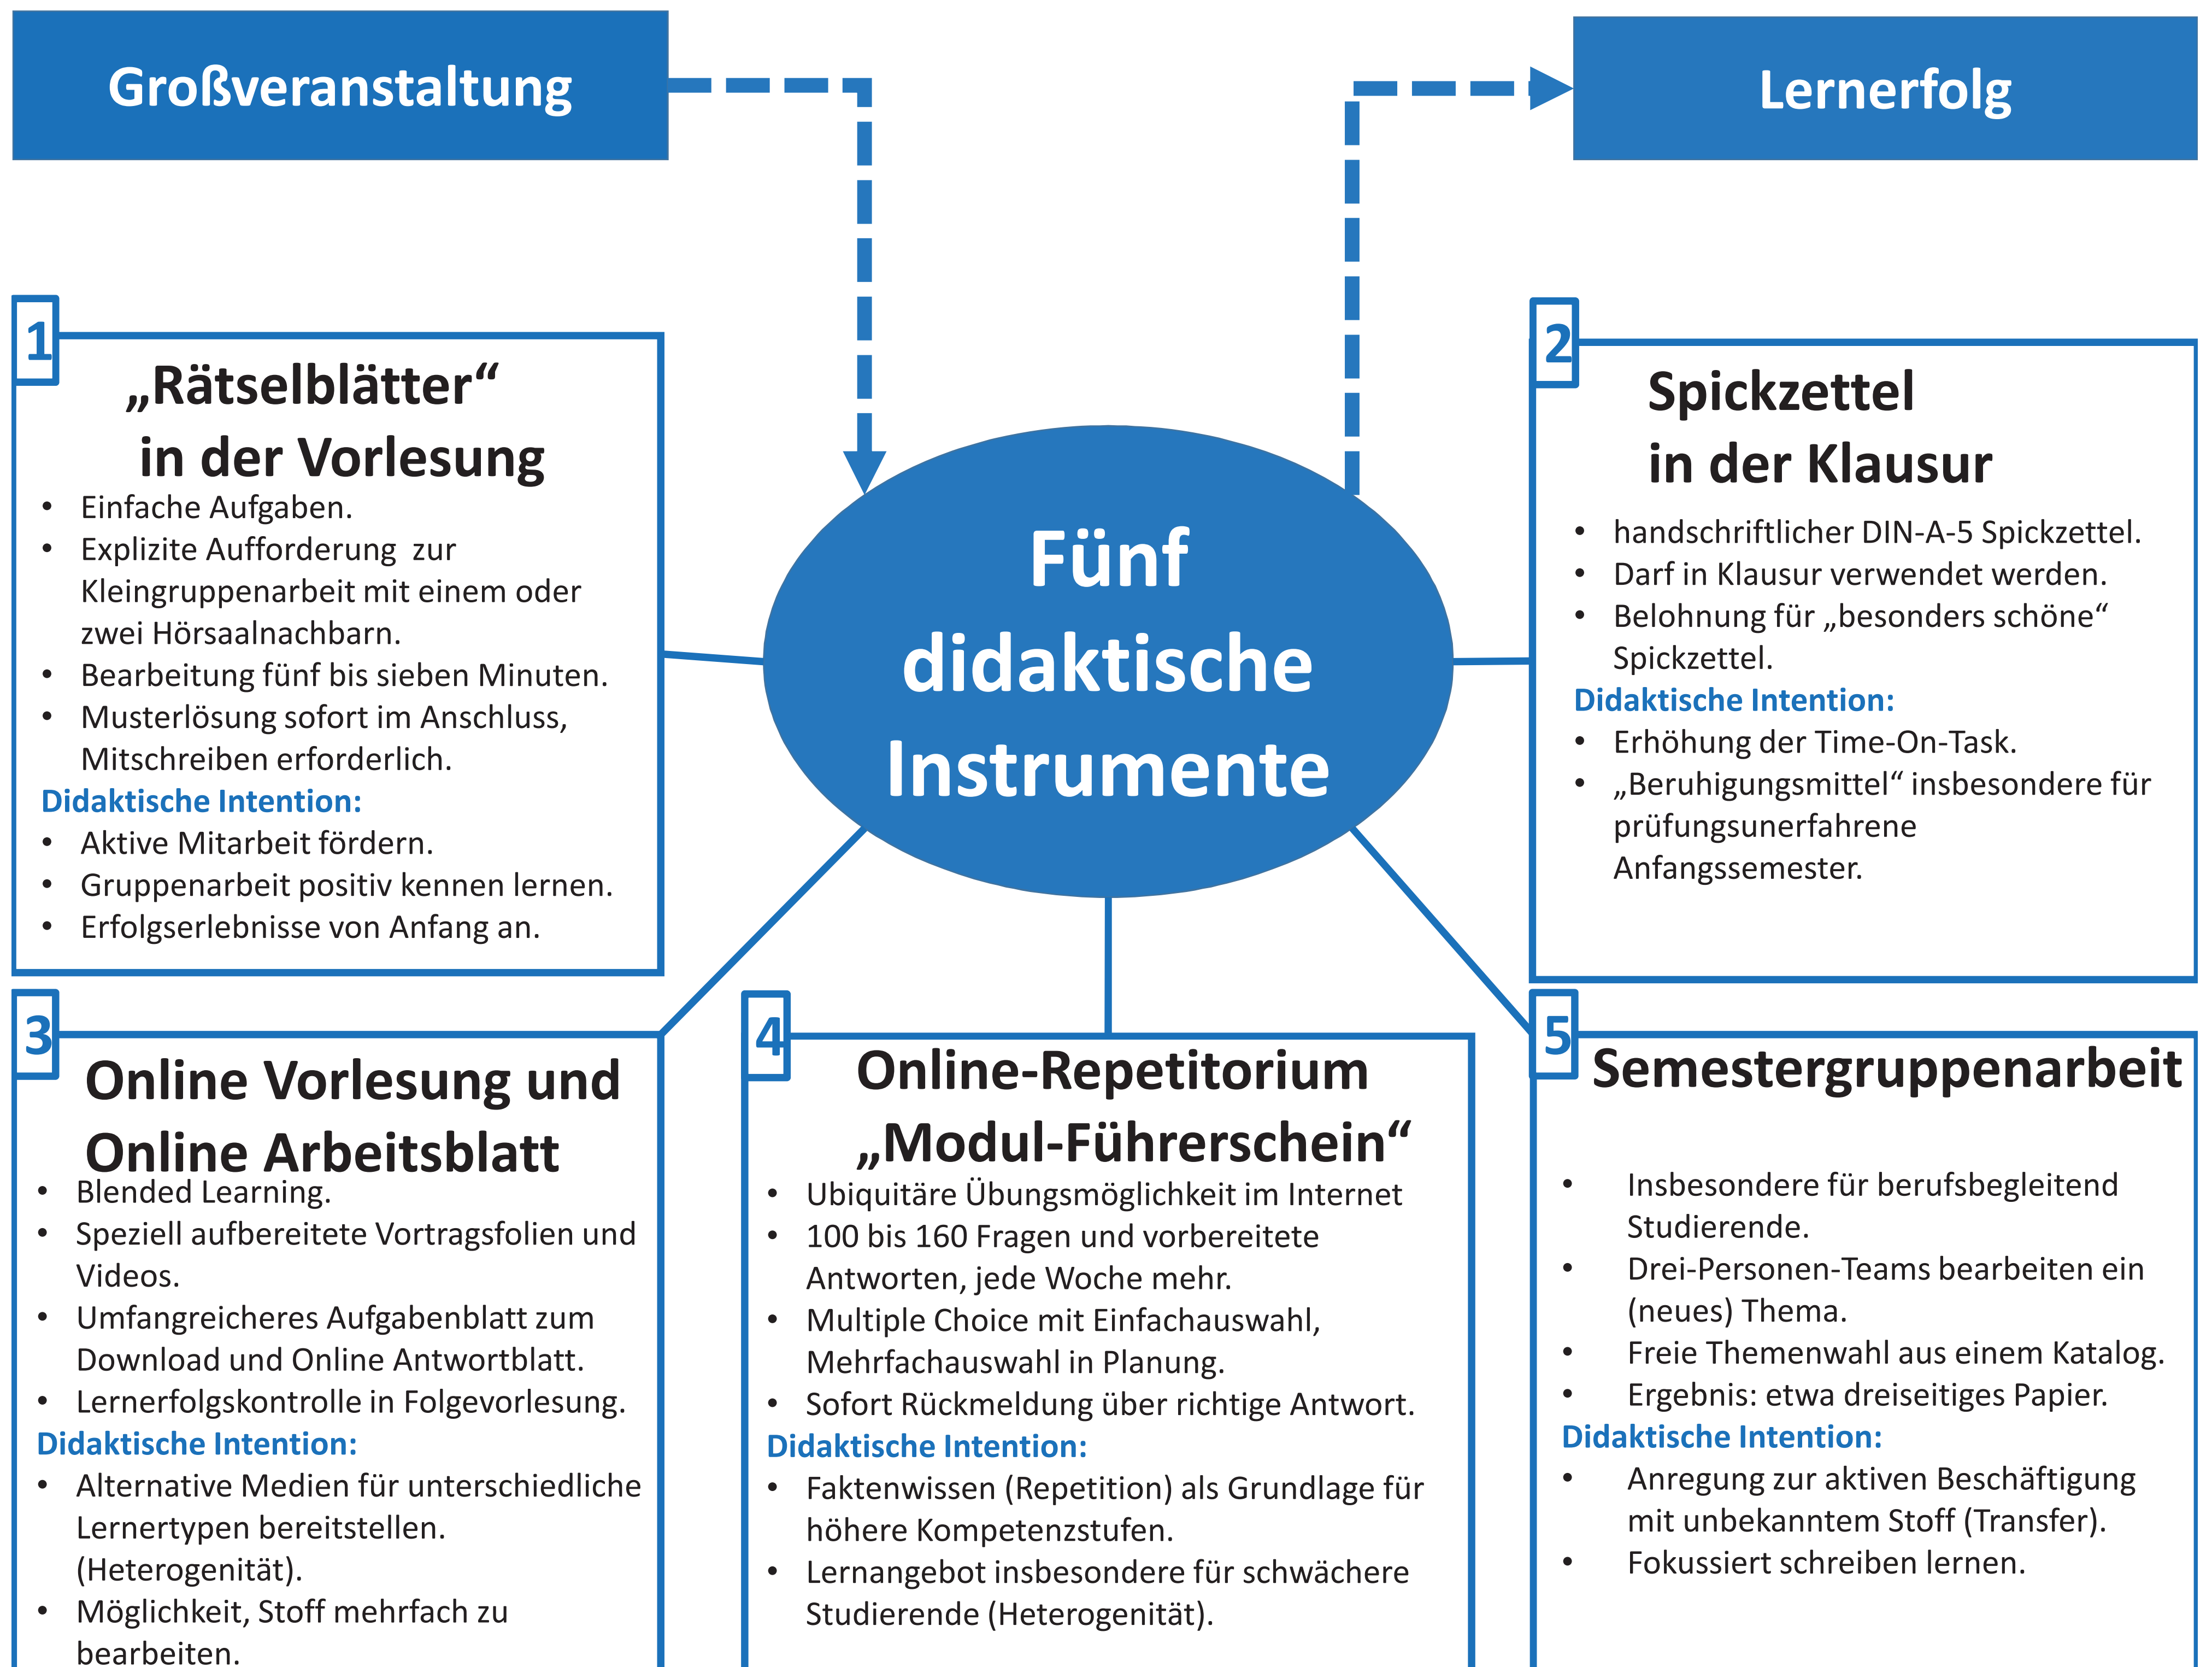 Großveranstaltung
Lernerfolg
Fünf
didaktische
Instrumente
1
„Rätselblätter“
in der Vorlesung
• Einfache Aufgaben.
• Explizite Aufforderung zur
Kleingruppenarbeit mit einem oder
zwei Hörsaalnachbarn.
• Bearbeitung fünf bis sieben Minuten.
• Musterlösung sofort im Anschluss,
Mitschreiben erforderlich.
Didaktische Intention:
• Aktive Mitarbeit fördern.
• Gruppenarbeit positiv kennen lernen.
• Erfolgserlebnisse von Anfang an.
2
Spickzettel
in der Klausur
• handschriftlicher DIN-A-5 Spickzettel.
• Darf in Klausur verwendet werden.
• Belohnung für „besonders schöne“
Spickzettel.
Didaktische Intention:
• Erhöhung der Time-On-Task.
• „Beruhigungsmittel“ insbesondere für
prüfungsunerfahrene
Anfangssemester.
3
Online Vorlesung und
Online Arbeitsblatt
• Blended Learning.
• Speziell aufbereitete Vortragsfolien und
Videos.
• Umfangreicheres Aufgabenblatt zum
Download und Online Antwortblatt.
• Lernerfolgskontrolle in Folgevorlesung.
Didaktische Intention:
• Alternative Medien für unterschiedliche
Lernertypen bereitstellen.
(Heterogenität).
• Möglichkeit, Stoff mehrfach zu
bearbeiten.
4
Online-Repetitorium
„Modul-Führerschein“
• Ubiquitäre Übungsmöglichkeit im Internet
• 100 bis 160 Fragen und vorbereitete
Antworten, jede Woche mehr.
• Multiple Choice mit Einfachauswahl,
Mehrfachauswahl in Planung.
• Sofort Rückmeldung über richtige Antwort.
Didaktische Intention:
• Faktenwissen (Repetition) als Grundlage für
höhere Kompetenzstufen.
• Lernangebot insbesondere für schwächere
Studierende (Heterogenität).
5
Semestergruppenarbeit
• Insbesondere für berufsbegleitend
Studierende.
• Drei-Personen-Teams bearbeiten ein
(neues) Thema.
• Freie Themenwahl aus einem Katalog.
• Ergebnis: etwa dreiseitiges Papier.
Didaktische Intention:
• Anregung zur aktiven Beschäftigung
mit unbekanntem Stoff (Transfer).
• Fokussiert schreiben lernen.